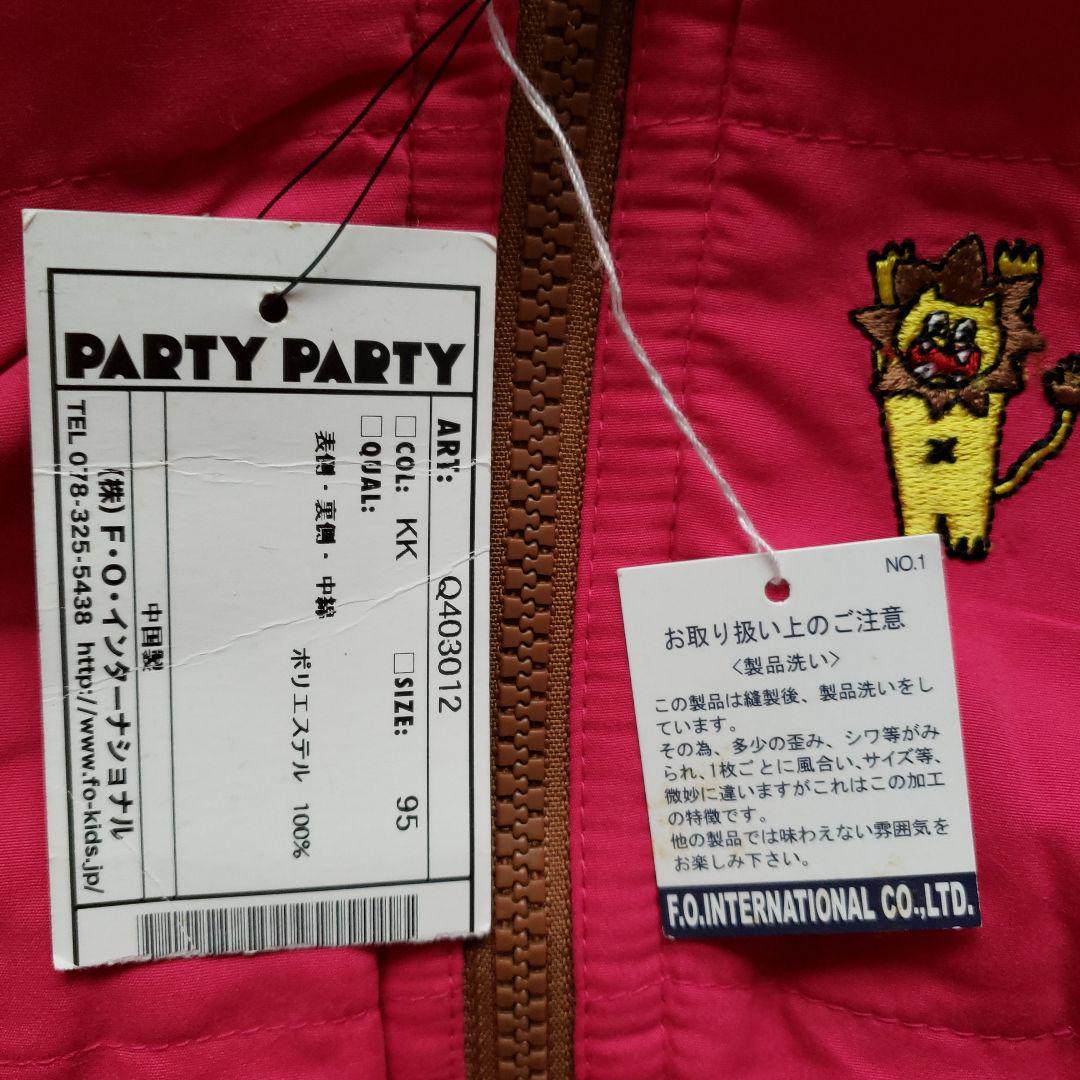 PARTY PARTY
ART: Q403012
□COL: KK □SIZE: 95
□QUAL:
表側・裏側・中綿 ポリエステル 100%
中国製
(株)F・O・インターナショナル
TEL 078-325-5438 http://www.fo-kids.jp/
NO.1
お取り扱い上のご注意
〈製品洗い〉
この製品は縫製後、製品洗いをし
ています。
その為、多少の歪み、シワ等がみ
られ、1枚ごとに風合い、サイズ等、
微妙に違いますがこれはこの加工
の特徴です。
他の製品では味わえない雰囲気を
お楽しみ下さい。
F.O.INTERNATIONAL CO.,LTD.